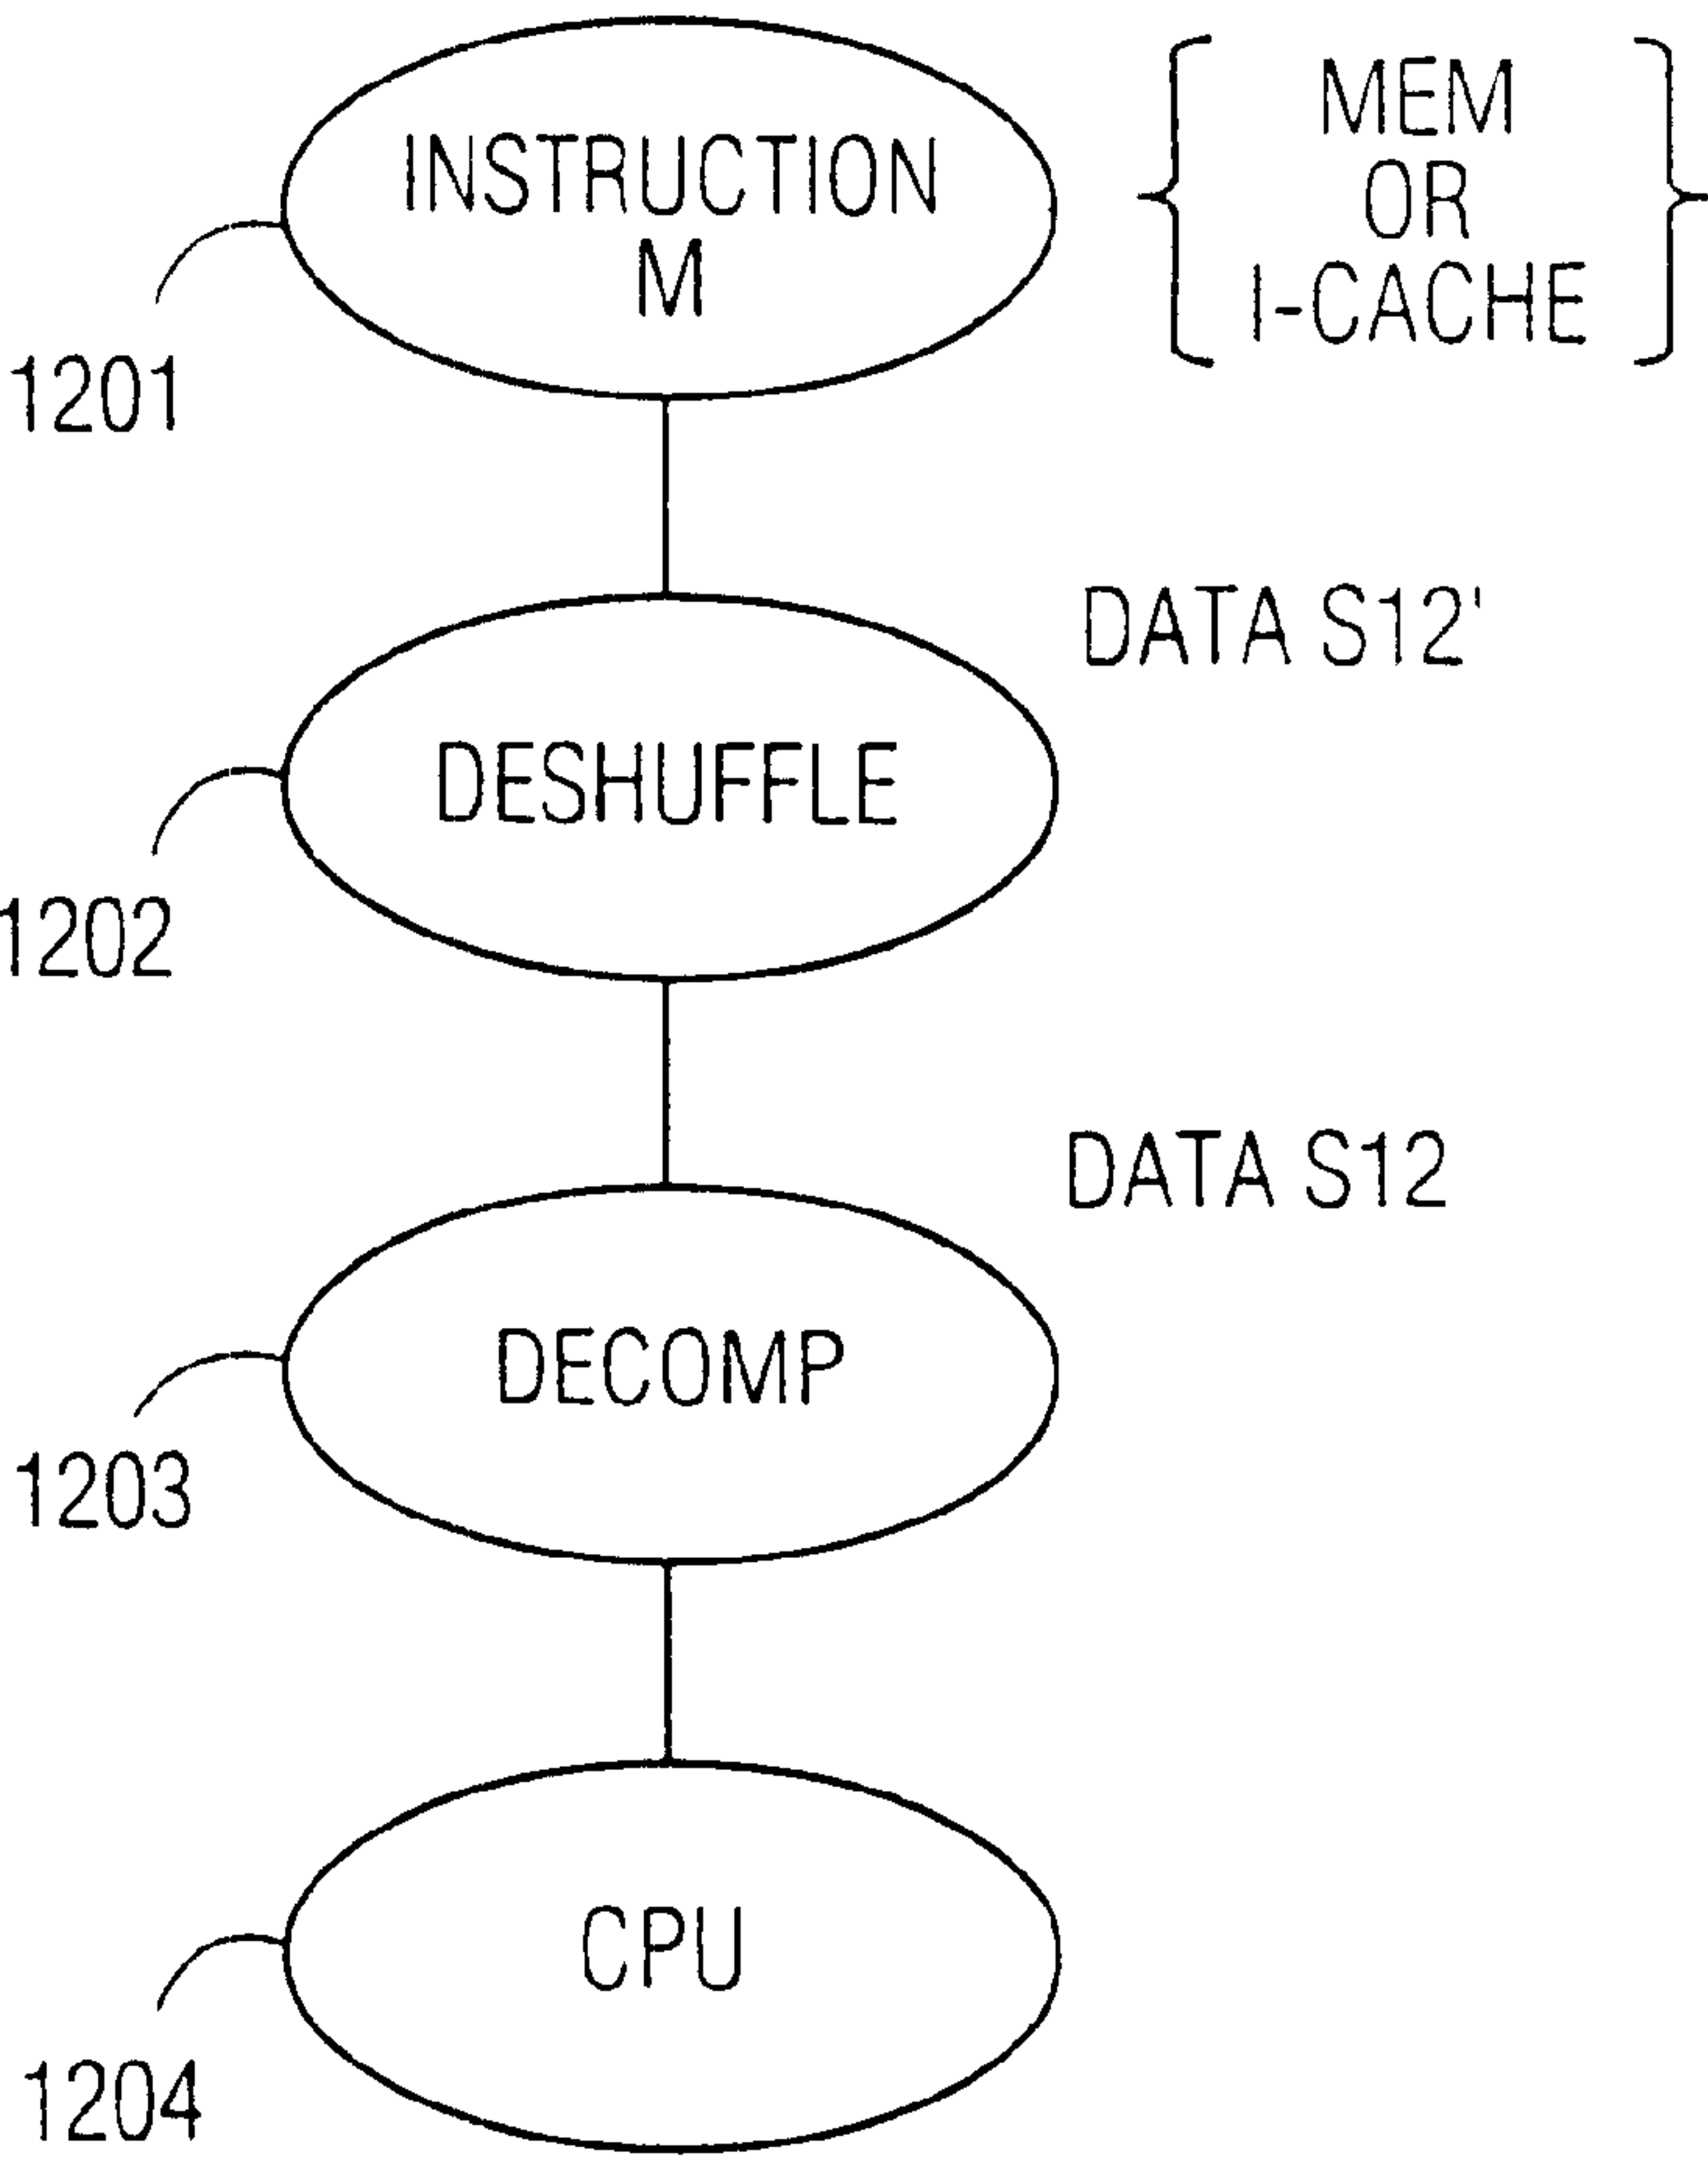 INSTRUCTION
M
MEM
OR
I-CACHE
1201
DATA S12'
DESHUFFLE
1202
DATA S12
DECOMP
1203
CPU
1204